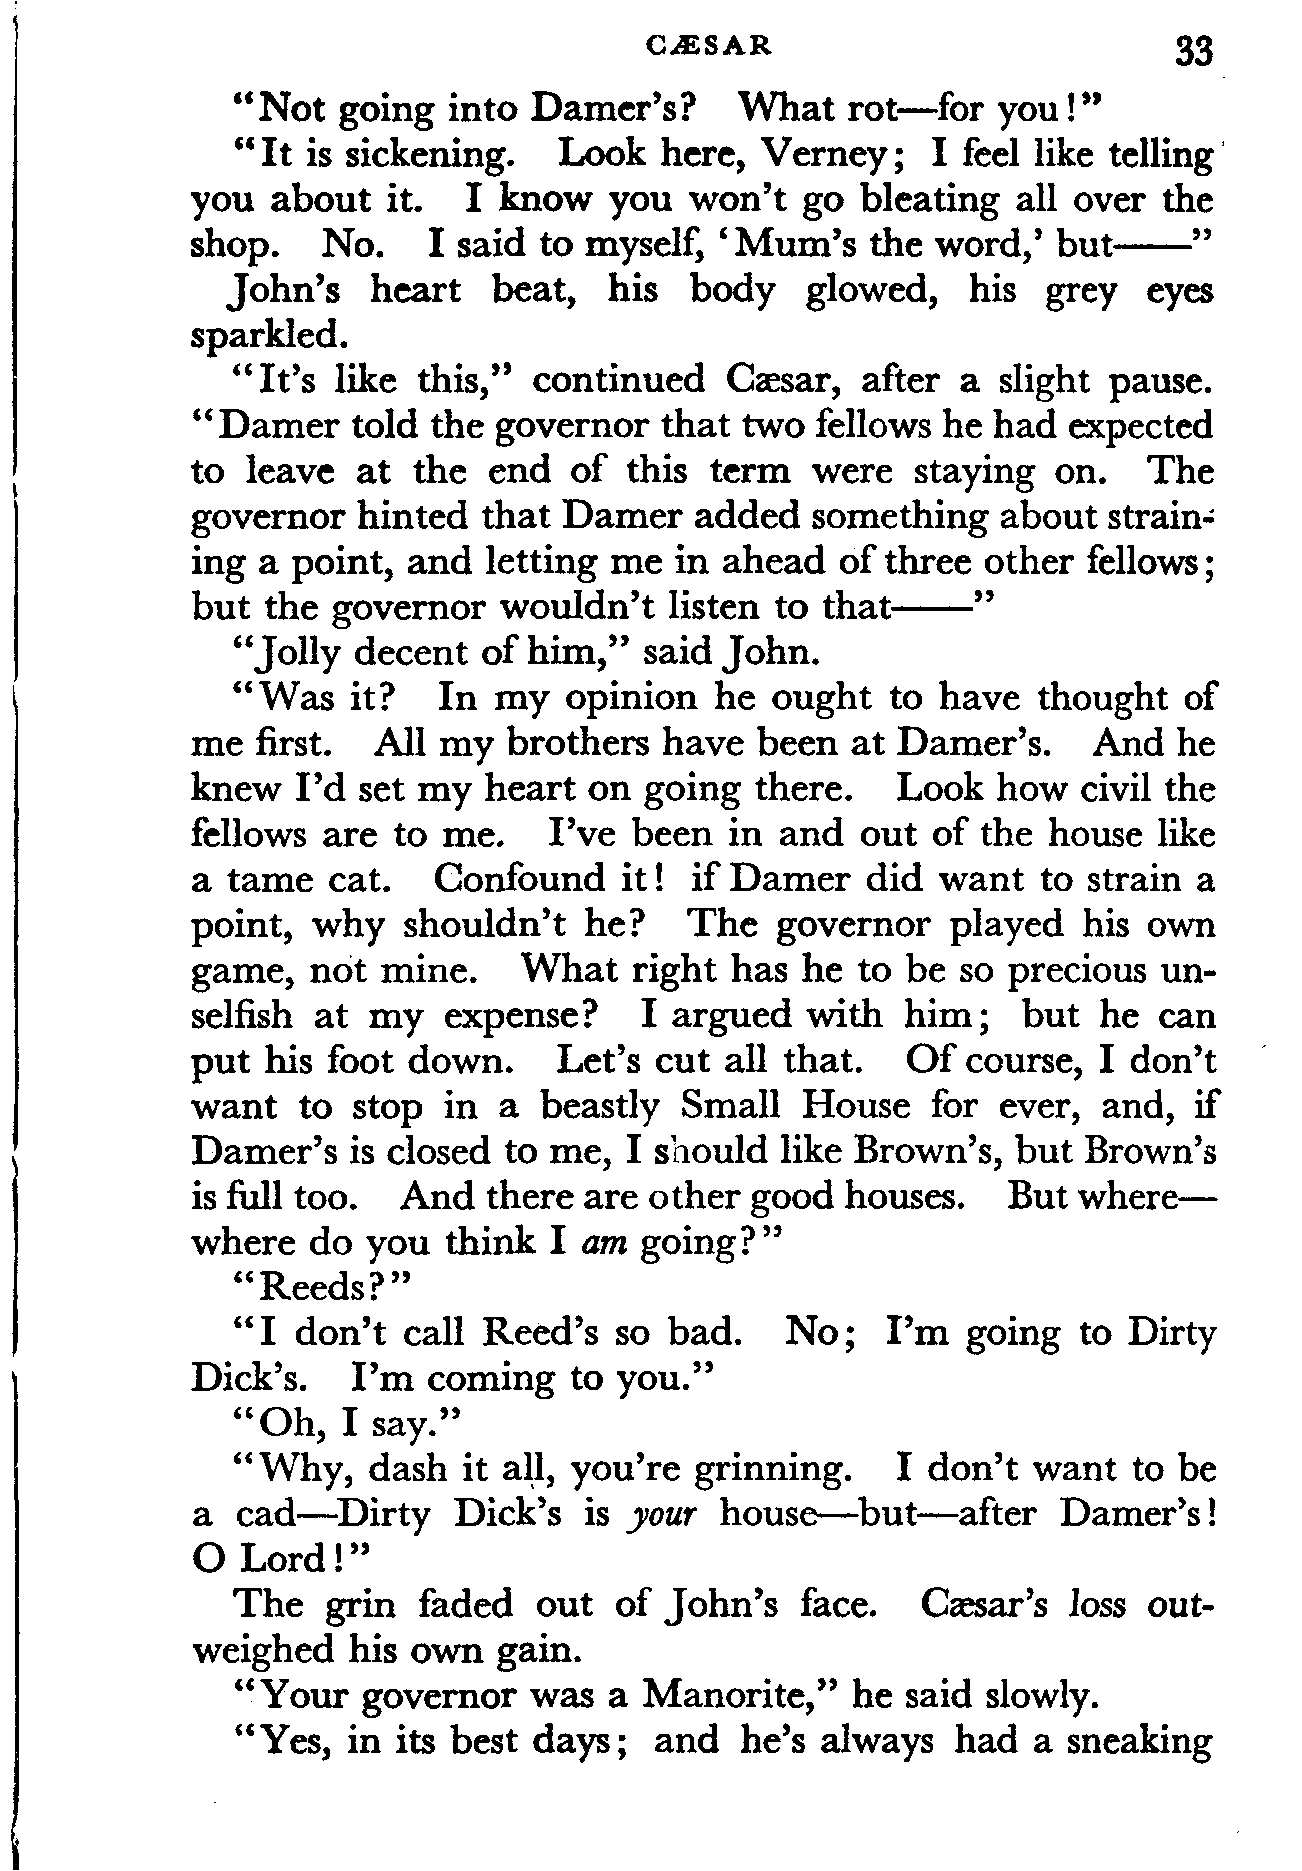 CÆSAR 33
"Not going into Damer's? What rot—for you!"
"It is sickening. Look here, Verney; I feel like telling
you about it. I know you won't go bleating all over the
shop. No. I said to myself, 'Mum's the word,' but——"
John's heart beat, his body glowed, his grey eyes
sparkled.
"It's like this," continued Cæsar, after a slight pause.
"Damer told the governor that two fellows he had expected
to leave at the end of this term were staying on. The
governor hinted that Damer added something about strain-
ing a point, and letting me in ahead of three other fellows;
but the governor wouldn't listen to that——"
"Jolly decent of him," said John.
"Was it? In my opinion he ought to have thought of
me first. All my brothers have been at Damer's. And he
knew I'd set my heart on going there. Look how civil the
fellows are to me. I've been in and out of the house like
a tame cat. Confound it! if Damer did want to strain a
point, why shouldn't he? The governor played his own
game, not mine. What right has he to be so precious un-
selfish at my expense? I argued with him; but he can
put his foot down. Let's cut all that. Of course, I don't
want to stop in a beastly Small House for ever, and, if
Damer's is closed to me, I should like Brown's, but Brown's
is full too. And there are other good houses. But where—
where do you think I am going?"
"Reeds?"
"I don't call Reed's so bad. No; I'm going to Dirty
Dick's. I'm coming to you."
"Oh, I say."
"Why, dash it all, you're grinning. I don't want to be
a cad—Dirty Dick's is your house—but—after Damer's!
O Lord!"
The grin faded out of John's face. Cæsar's loss out-
weighed his own gain.
"Your governor was a Manorite," he said slowly.
"Yes, in its best days; and he's always had a sneaking